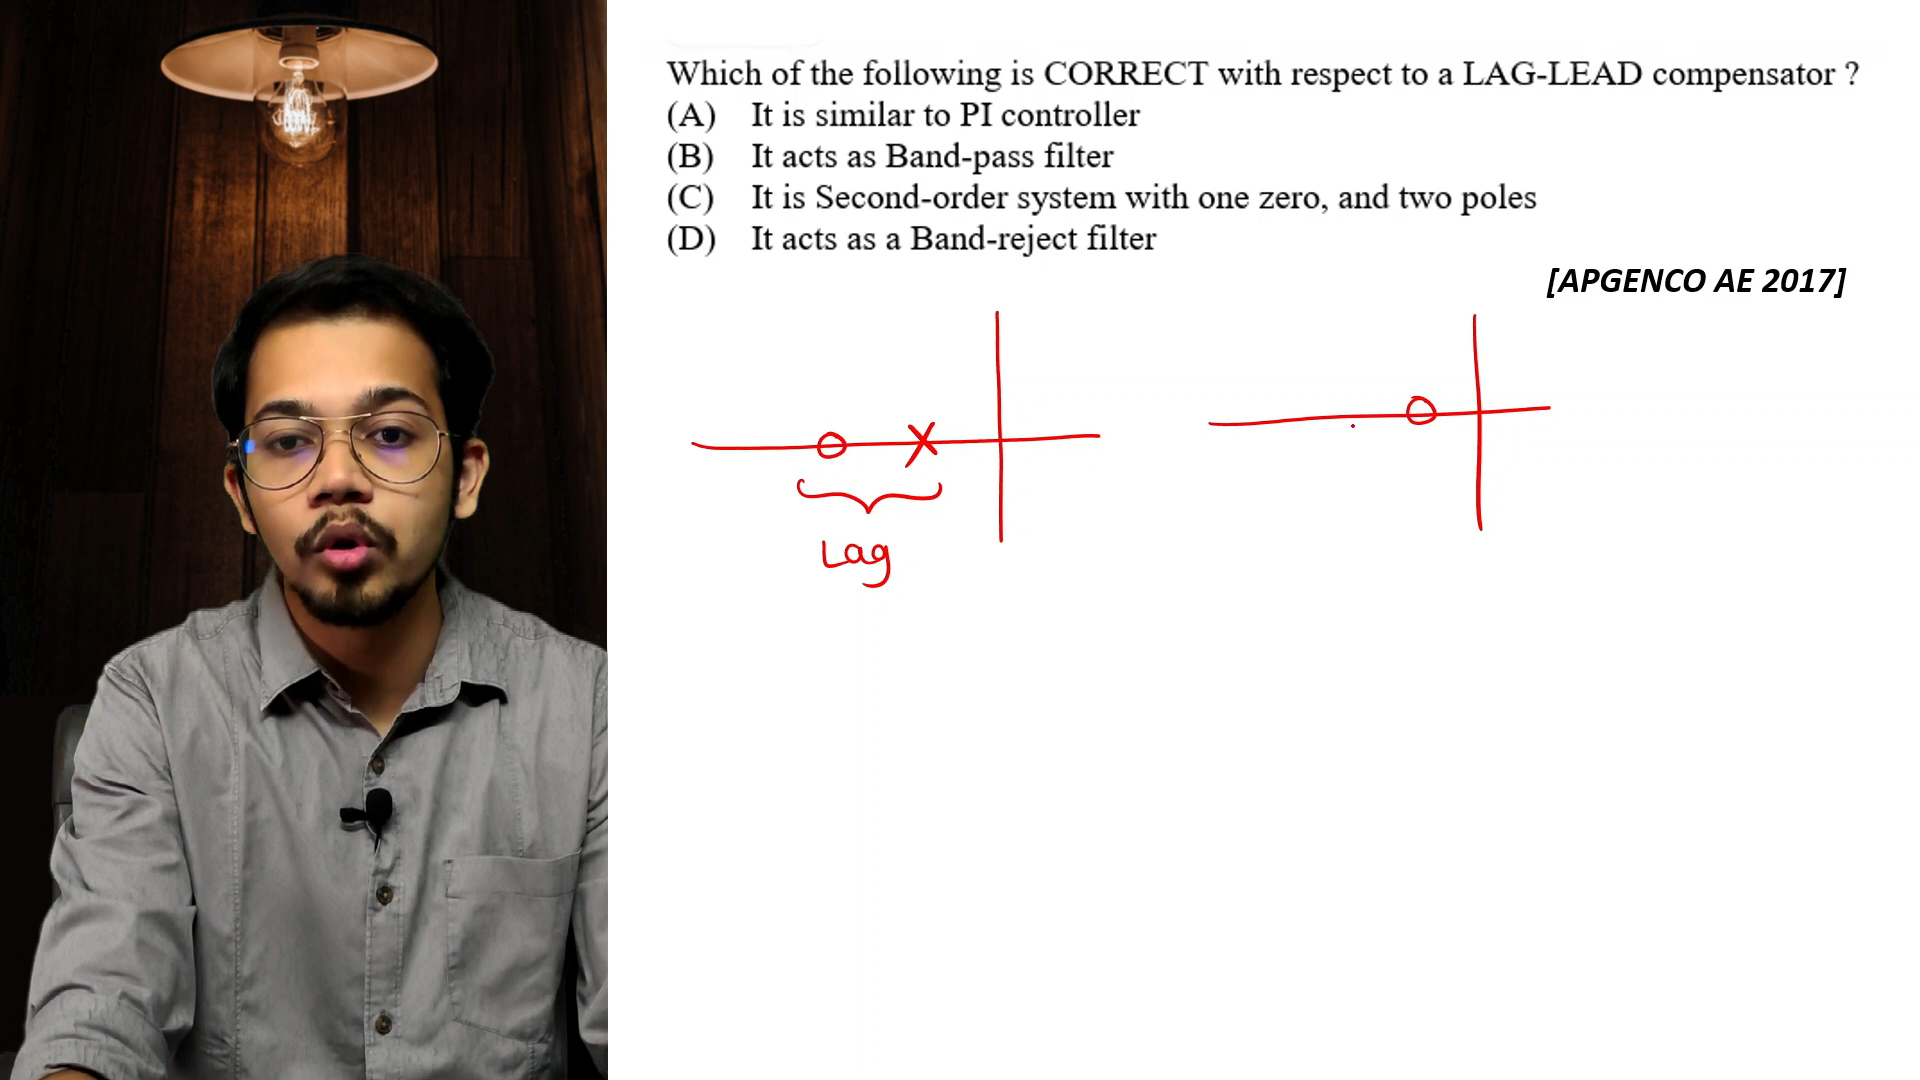 Which of the following is CORRECT with respect to a LAG-LEAD compensator ?
(A) It is similar to PI controller
(B) It acts as Band-pass filter
(C) It is Second-order system with one zero, and two poles
(D) It acts as a Band-reject filter
[APGENCO AE 2017]
Lag